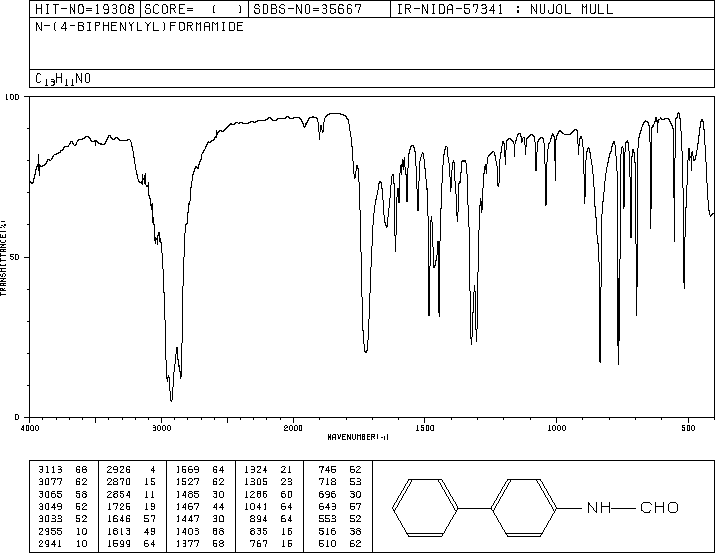 HIT-NO=19308 SCORE= ( ) SDBS-NO=35667 IR-NIDA-57341 : NUJOL MULL
N-(4-BIPHENYLYL)FORMAMIDE
C13H11NO
100
50
0
TRANSMITTANCE(%)
4000 3000 2000 1500 1000 500
WAVENUMBER(-1)
3113 66 2926 4 1569 64 1324 21 745 62
3077 62 2870 15 1527 62 1305 23 718 53
3065 58 2854 11 1485 30 1286 60 696 30
3049 52 1726 19 1467 44 1041 64 643 57
3033 52 1646 57 1447 30 894 64 553 52
2955 10 1613 49 1403 68 835 16 516 38
2941 10 1599 64 1377 58 767 16 510 62
NH CHO